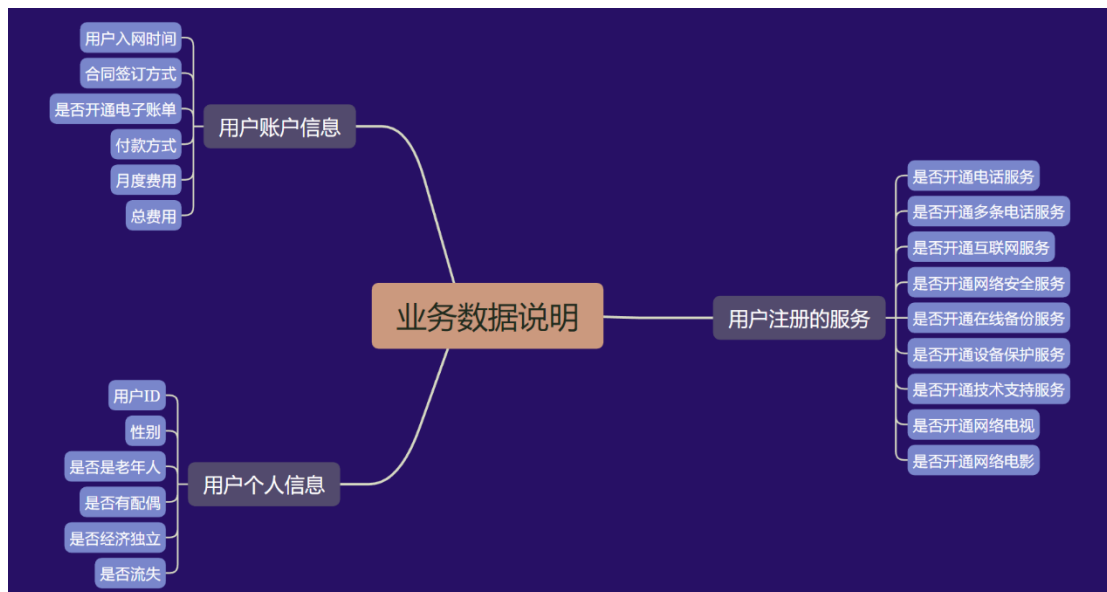 业务数据说明
用户账户信息
用户入网时间
合同签订方式
是否开通电子账单
付款方式
月度费用
总费用
用户个人信息
用户ID
性别
是否是老年人
是否有配偶
是否经济独立
是否流失
用户注册的服务
是否开通电话服务
是否开通多条电话服务
是否开通互联网服务
是否开通网络安全服务
是否开通在线备份服务
是否开通设备保护服务
是否开通技术支持服务
是否开通网络电视
是否开通网络电影